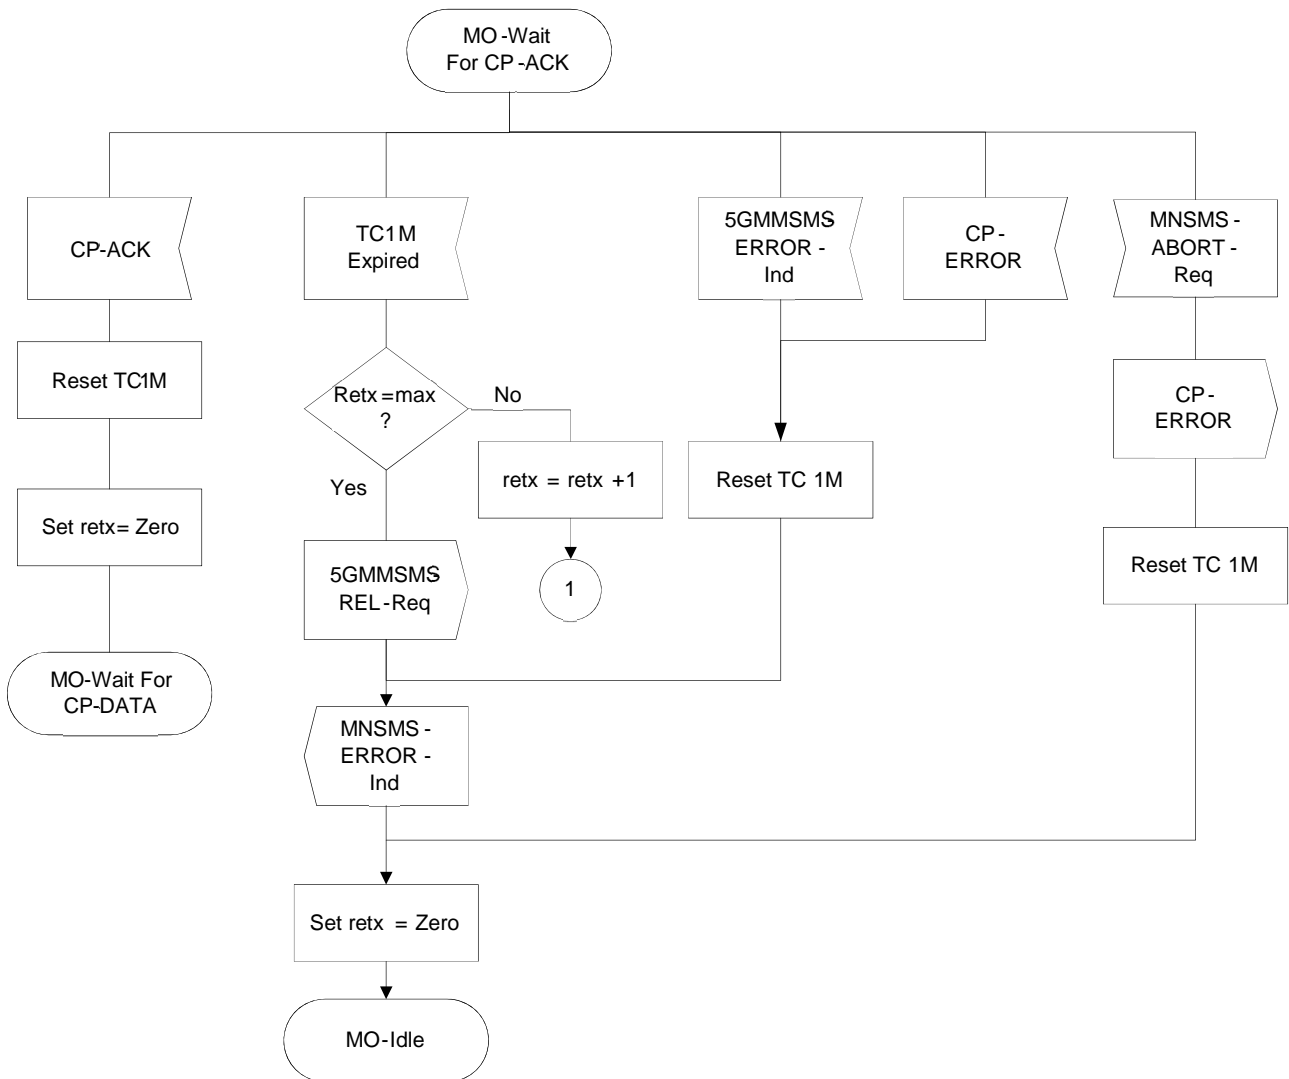 MO-Wait
For CP-ACK
CP-ACK
TC1M
Expired
5GMMSMS-
ERROR-
Ind
CP-
ERROR
MNSMS-
ABORT-
Req
Reset TC1M
Retx=max
?
No
Yes
CP-
ERROR
Set retx= Zero
retx = retx +1
Reset TC 1M
Reset TC 1M
5GMMSMS-
REL-Req
1
MO-Wait For
CP-DATA
MNSMS-
ERROR-
Ind
Set retx = Zero
MO-Idle